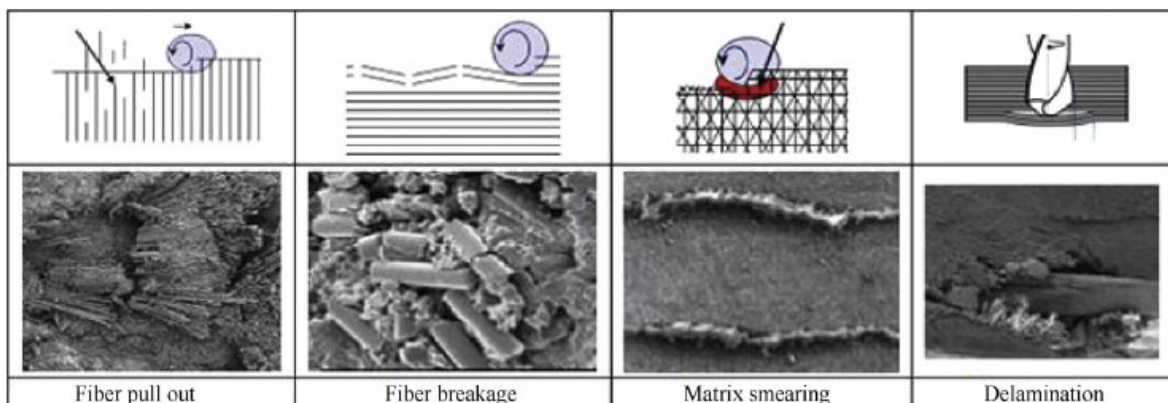 Fiber pull out
Fiber breakage
Matrix smearing
Delamination